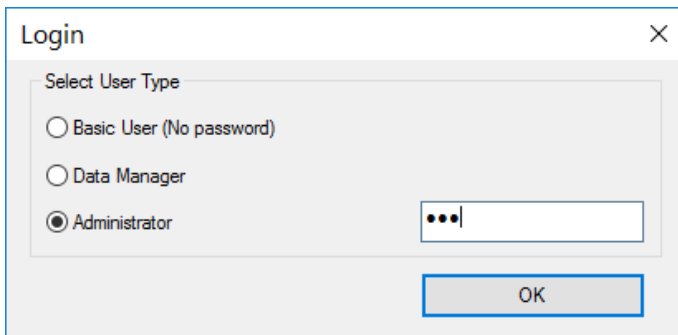 Login
Select User Type
Basic User (No password)
Data Manager
Administrator
•••
OK